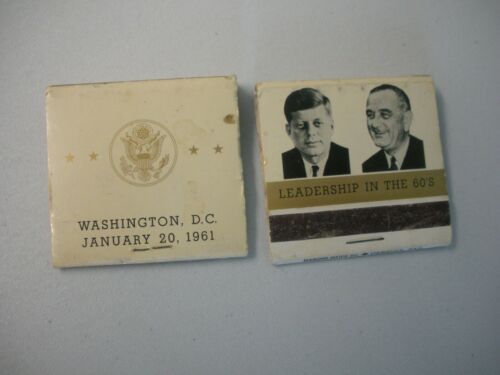 WASHINGTON, D.C.
JANUARY 20, 1961
LEADERSHIP IN THE 60'S